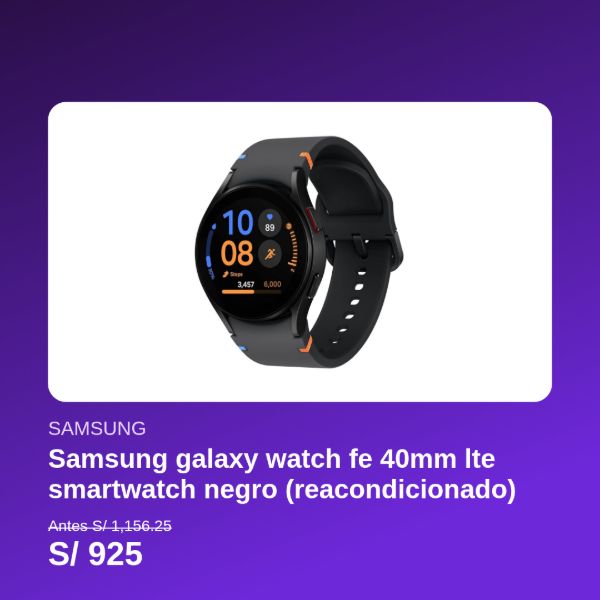 10
89
08
Steps
3,457 6,000
SAMSUNG
Samsung galaxy watch fe 40mm lte
smartwatch negro (reacondicionado)
Antes S/ 1,156.25
S/ 925